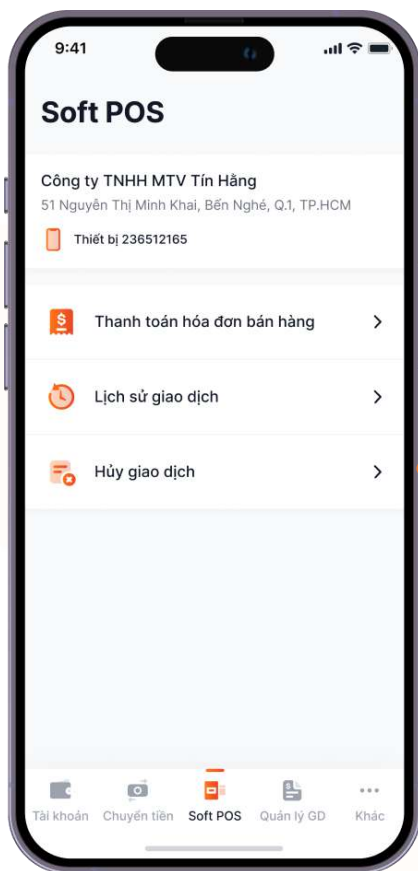 9:41
Soft POS
Công ty TNHH MTV Tín Hằng
51 Nguyễn Thị Minh Khai, Bến Nghé, Q.1, TP.HCM
Thiết bị 236512165
Thanh toán hóa đơn bán hàng
Lịch sử giao dịch
Hủy giao dịch
Tài khoản Chuyển tiền Soft POS Quản lý GD Khác